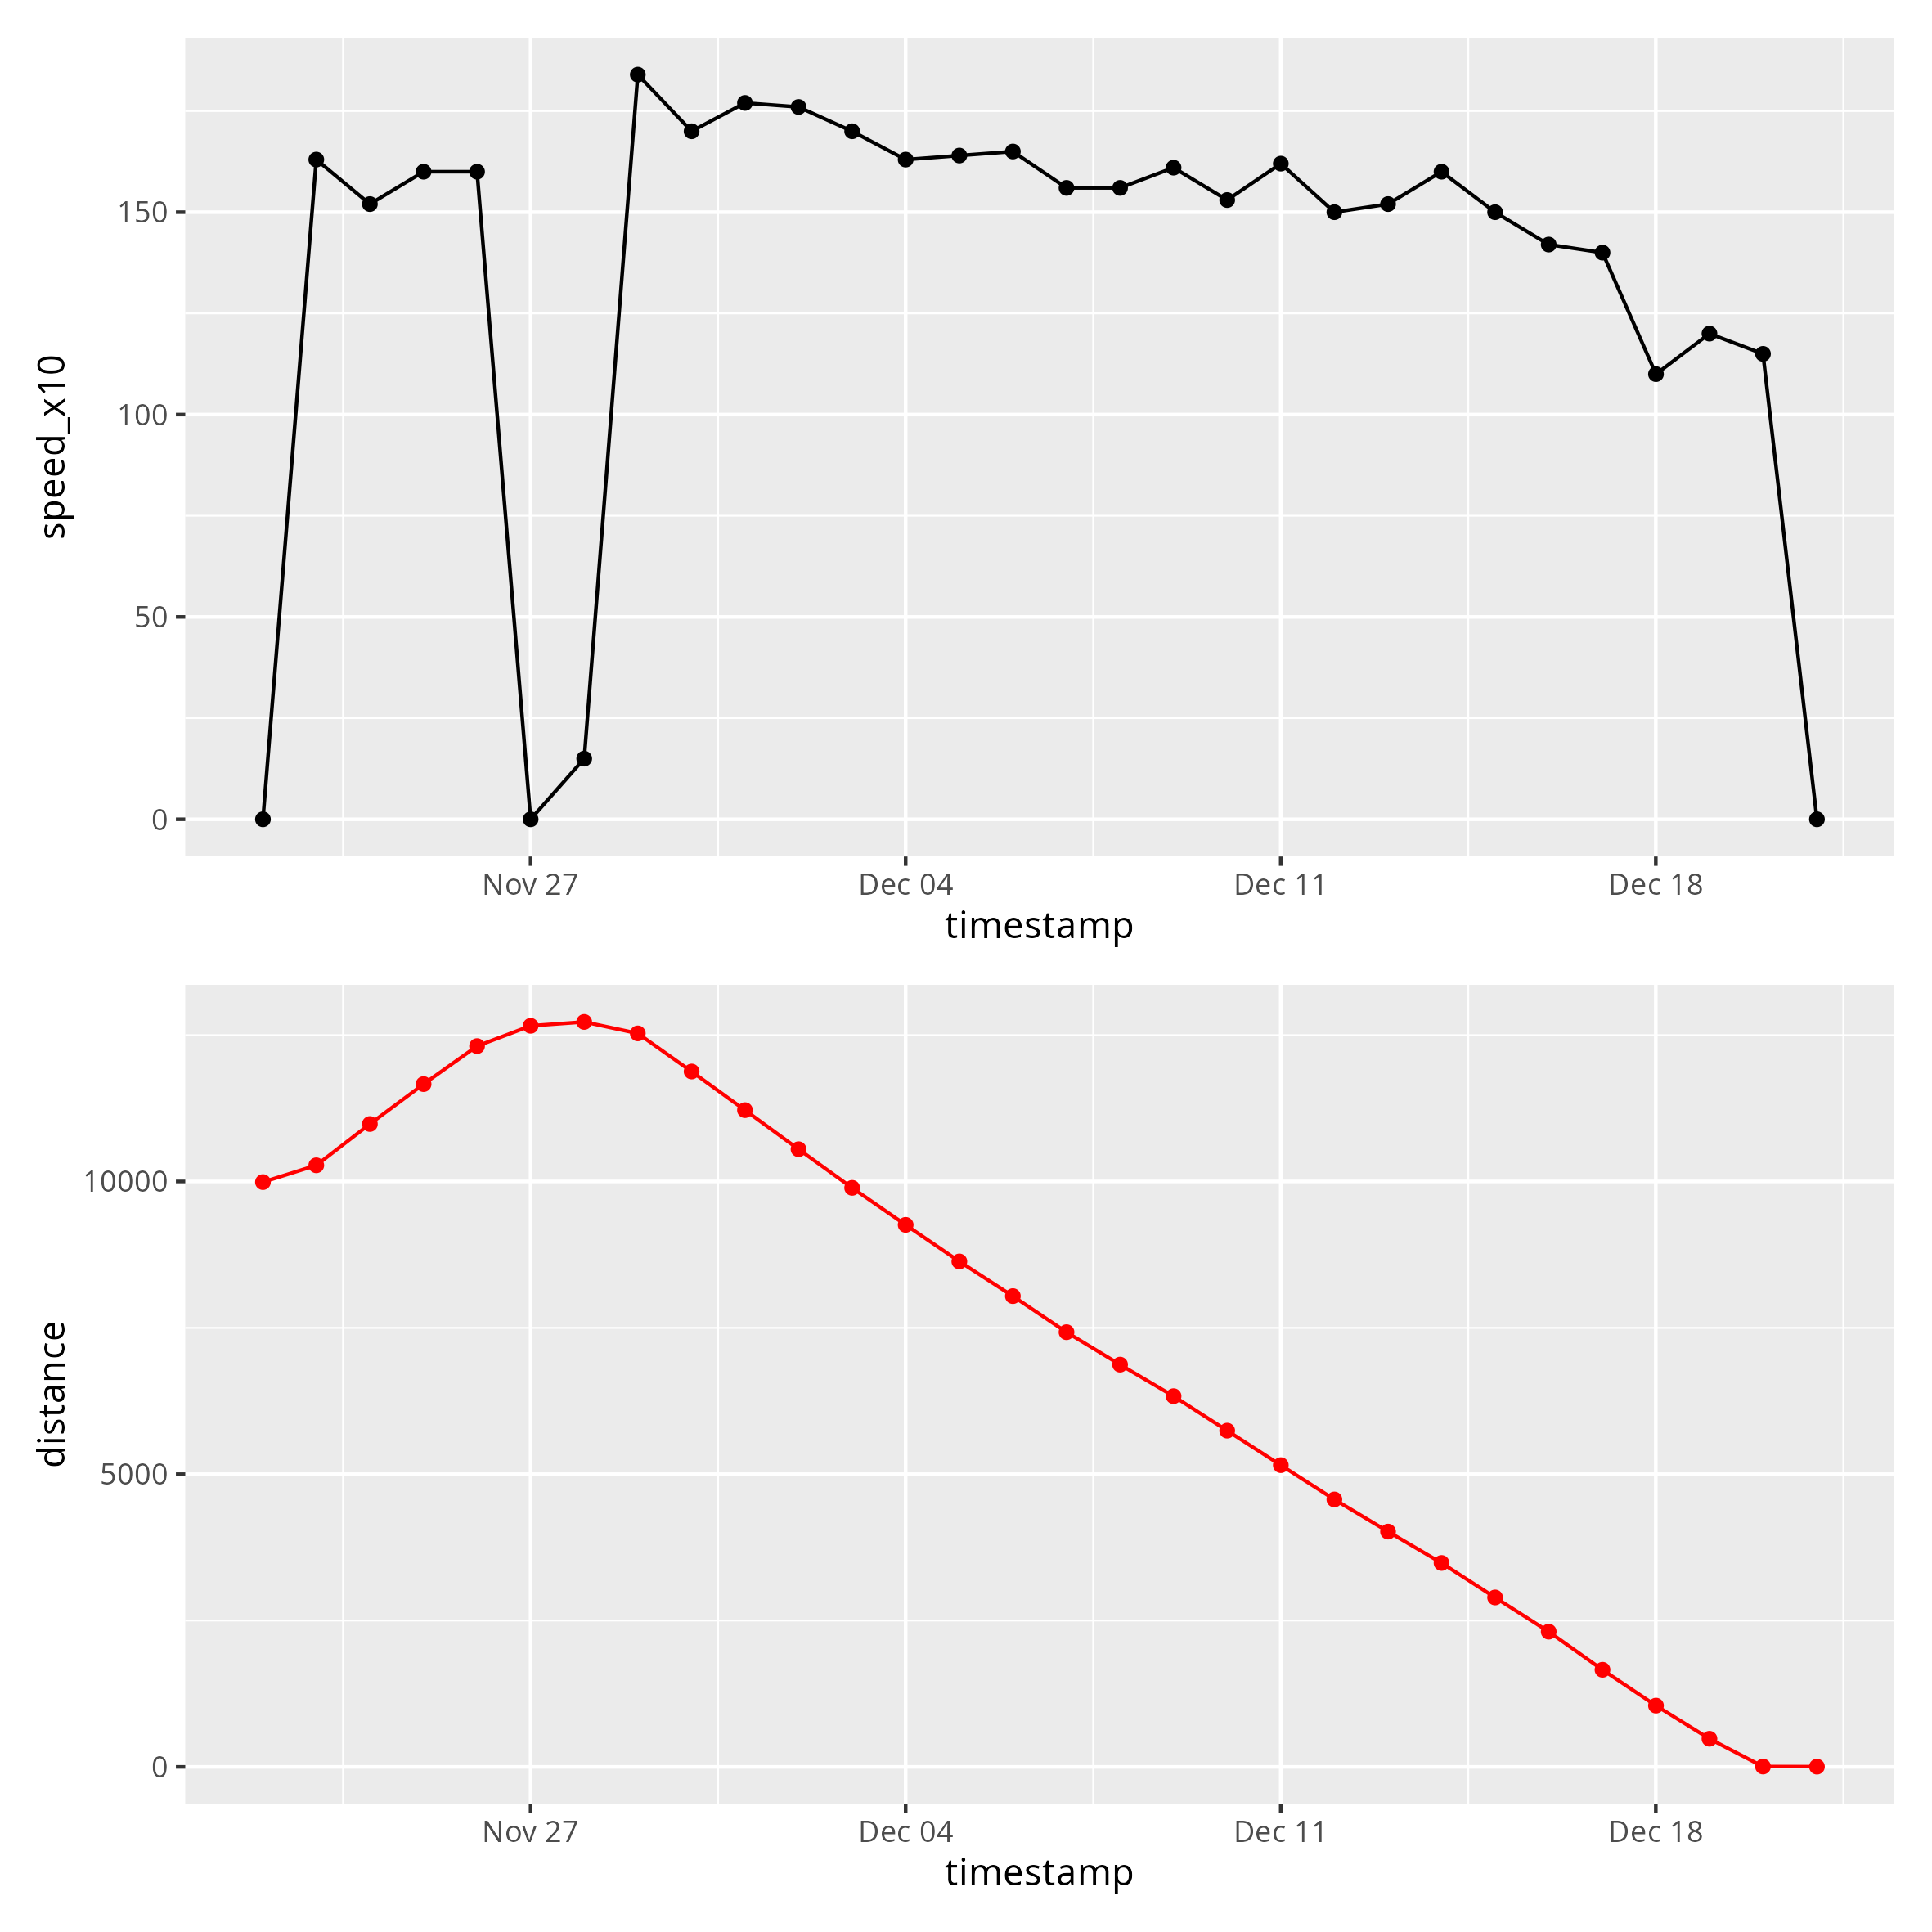 speed_x10
150
100
50
0
Nov 27 Dec 04 Dec 11 Dec 18
timestamp
distance
10000
5000
0
Nov 27 Dec 04 Dec 11 Dec 18
timestamp